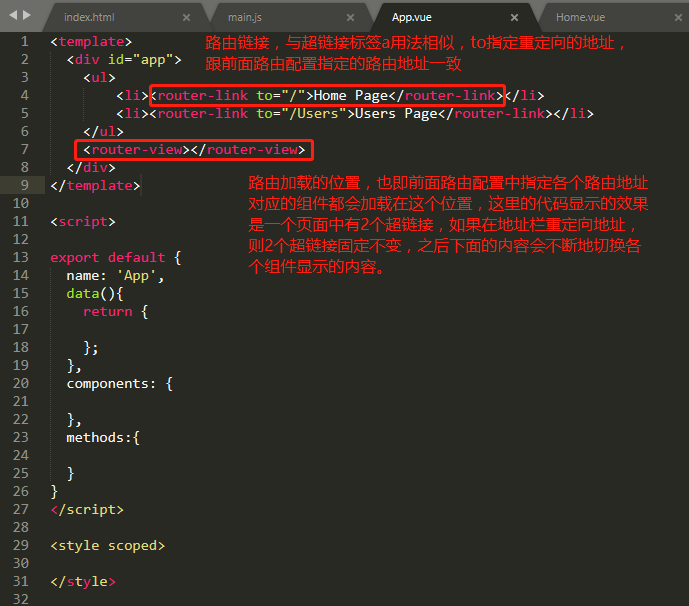 index.html × main.js × App.vue × Home.vue ×
1 <template>
路由链接，与超链接标签a用法相似，to指定重定向的地址，
2 <div id="app">
跟前面路由配置指定的路由地址一致
3 <ul>
4 <li><router-link to="/">Home Page</router-link></li>
5 <li><router-link to="/Users">Users Page</router-link></li>
6 </ul>
7 <router-view></router-view>
8 </div>
9 </template>
路由加载的位置，也即前面路由配置中指定各个路由地址
对应的组件都会加载在这个位置，这里的代码显示的效果
是一个页面中有2个超链接，如果在地址栏重定向地址，
则2个超链接固定不变，之后下面的内容会不断地切换各
个组件显示的内容。
10
11 <script>
12
13 export default {
14 name: 'App',
15 data(){
16 return {
17
18 };
19 },
20 components: {
21
22 },
23 methods:{
24
25 }
26 }
27 </script>
28
29 <style scoped>
30
31 </style>
32